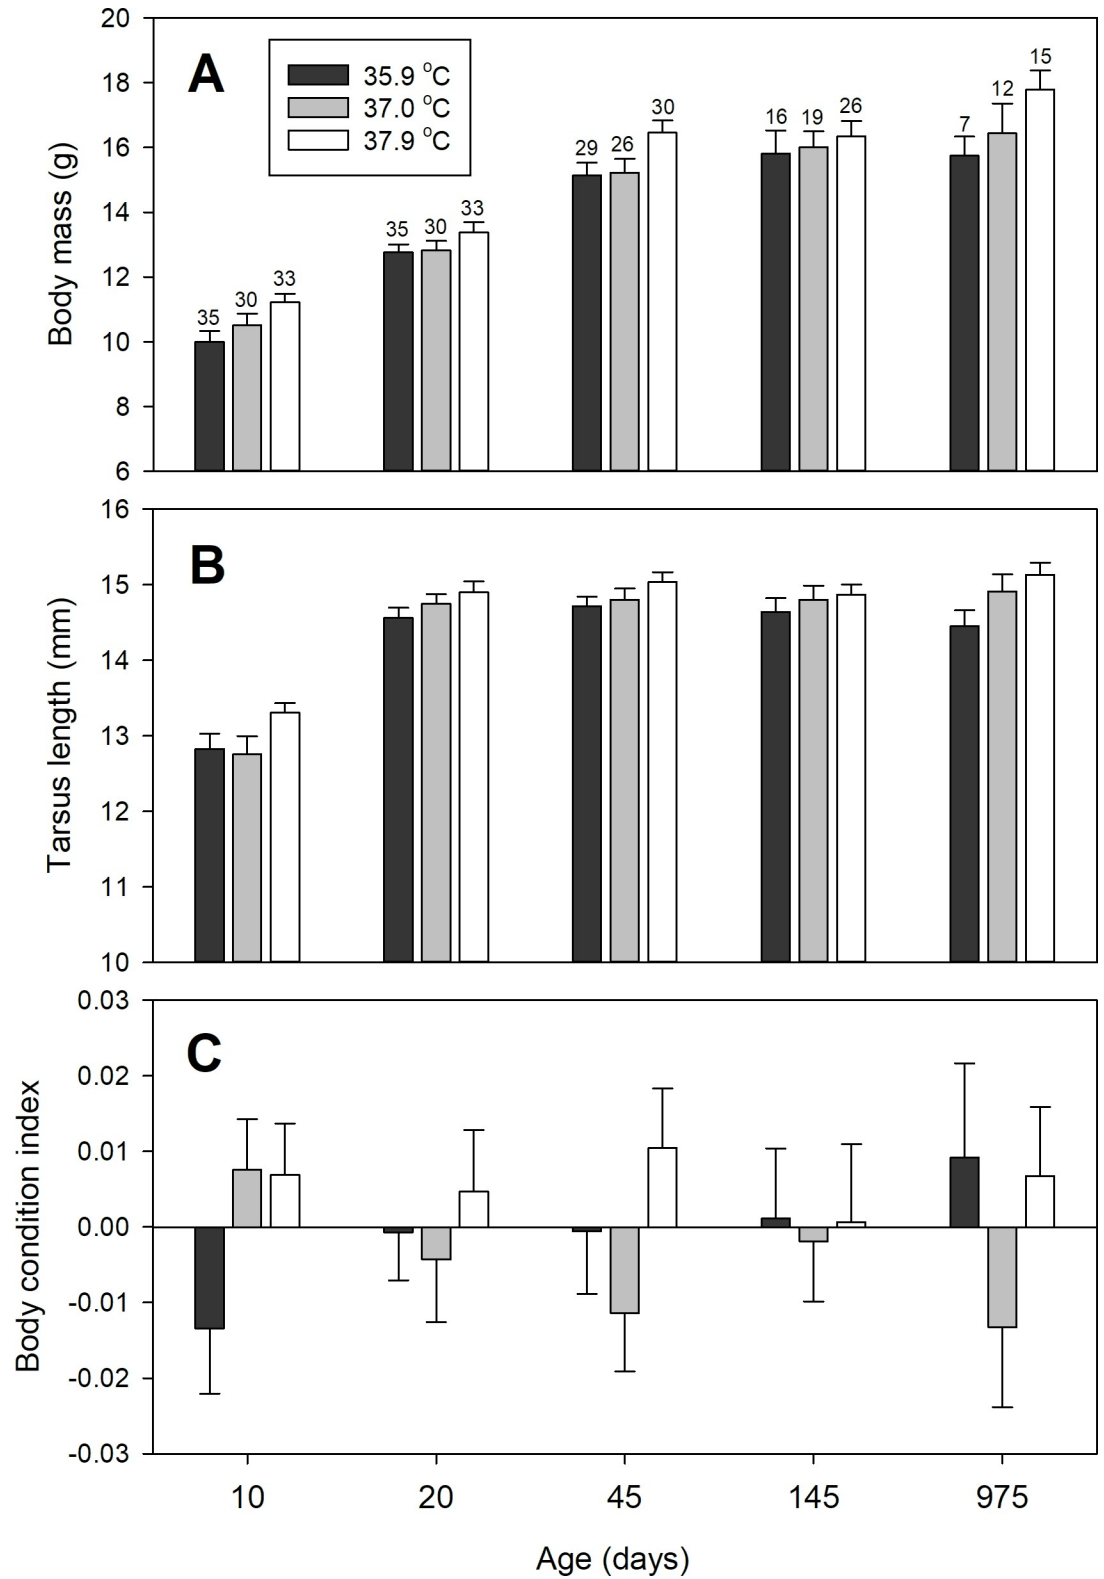 A
35.9 °C
37.0 °C
37.9 °C
Body mass (g)
20
18
16
14
12
10
8
6
35 30 33
35 30 33
29 26 30
16 19 26
7 12 15
B
Tarsus length (mm)
16
15
14
13
12
11
10
C
Body condition index
0.03
0.02
0.01
0.00
-0.01
-0.02
-0.03
10 20 45 145 975
Age (days)